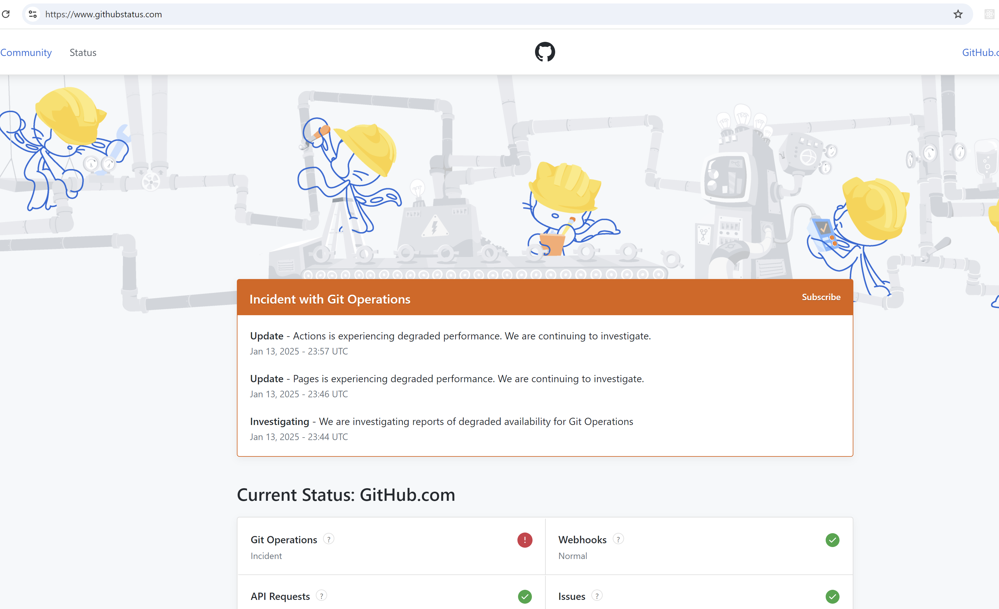 https://www.githubstatus.com
Community Status GitHub.c
Incident with Git Operations Subscribe
Update - Actions is experiencing degraded performance. We are continuing to investigate.
Jan 13, 2025 - 23:57 UTC
Update - Pages is experiencing degraded performance. We are continuing to investigate.
Jan 13, 2025 - 23:46 UTC
Investigating - We are investigating reports of degraded availability for Git Operations
Jan 13, 2025 - 23:44 UTC
Current Status: GitHub.com
Git Operations ?
Incident
Webhooks ?
Normal
API Requests ?
Issues ?